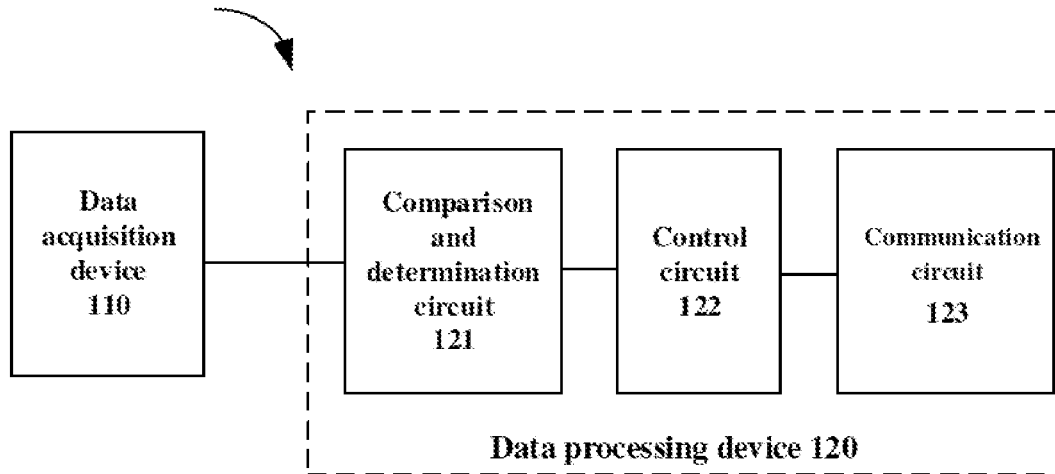 Data
acquisition
device
110
Comparison
and
determination
circuit
121
Control
circuit
122
Communication
circuit
123
Data processing device 120